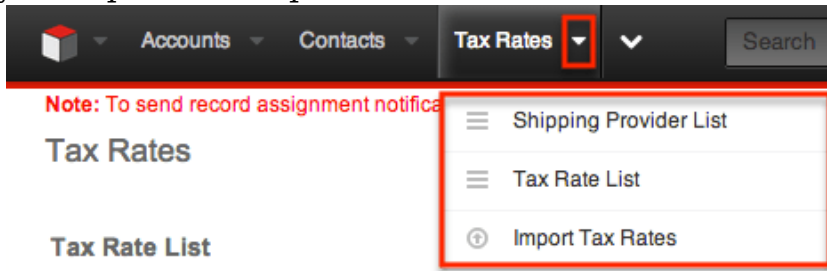 Accounts Contacts Tax Rates Search
Note: To send record assignment notifica
Shipping Provider List
Tax Rates
Tax Rate List
Import Tax Rates
Tax Rate List